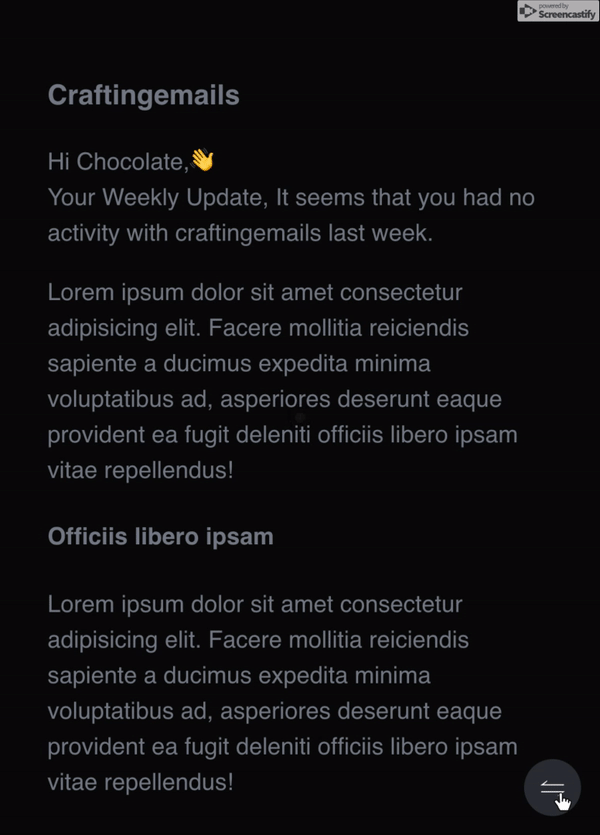 powered by
Screencastify
Craftingemails
Hi Chocolate,👋
Your Weekly Update, It seems that you had no
activity with craftingemails last week.
Lorem ipsum dolor sit amet consectetur
adipisicing elit. Facere mollitia reiciendis
sapiente a ducimus expedita minima
voluptatibus ad, asperiores deserunt eaque
provident ea fugit deleniti officiis libero ipsam
vitae repellendus!
Officiis libero ipsam
Lorem ipsum dolor sit amet consectetur
adipisicing elit. Facere mollitia reiciendis
sapiente a ducimus expedita minima
voluptatibus ad, asperiores deserunt eaque
provident ea fugit deleniti officiis libero ipsam
vitae repellendus!